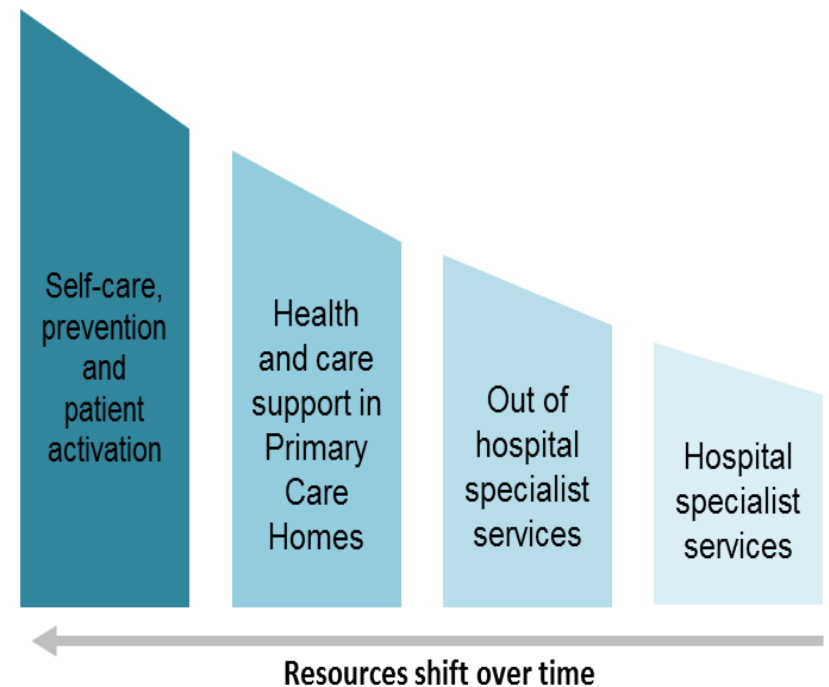 Self-care,
prevention
and
patient
activation
Health
and care
support in
Primary
Care
Homes
Out of
hospital
specialist
services
Hospital
specialist
services
Resources shift over time